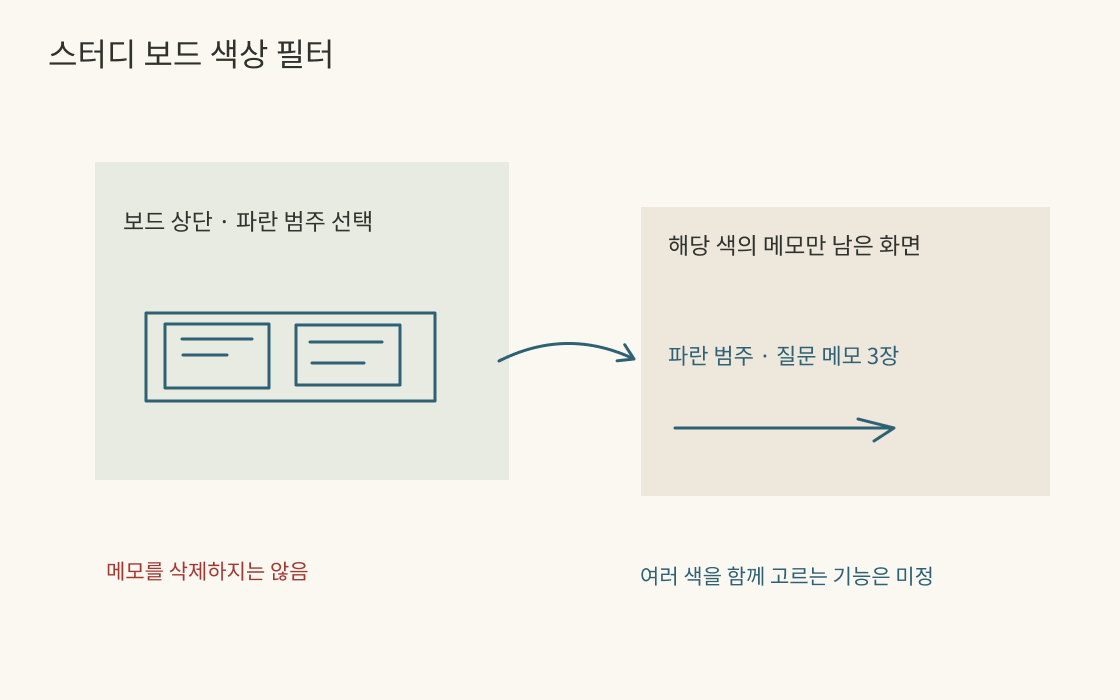 스터디 보드 색상 필터
보드 상단 · 파란 범주 선택
해당 색의 메모만 남은 화면
파란 범주 · 질문 메모 3장
메모를 삭제하지는 않음
여러 색을 함께 고르는 기능은 미정